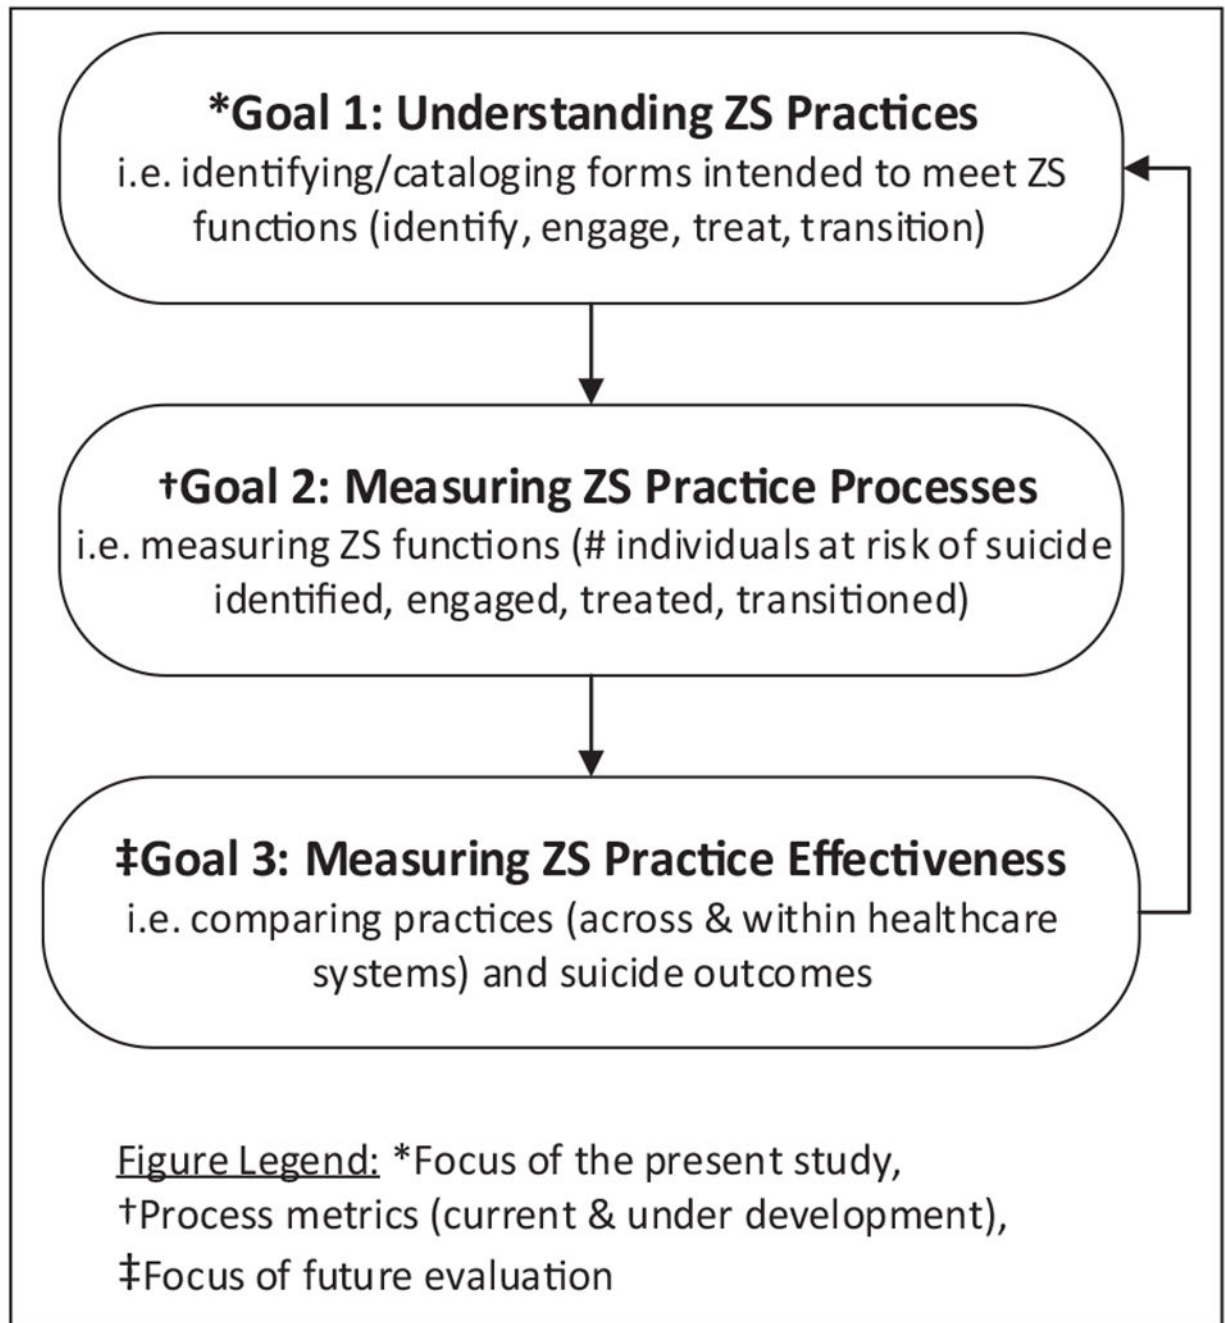 *Goal 1: Understanding ZS Practices
i.e. identifying/cataloging forms intended to meet ZS
functions (identify, engage, treat, transition)
†Goal 2: Measuring ZS Practice Processes
i.e. measuring ZS functions (# individuals at risk of suicide
identified, engaged, treated, transitioned)
‡Goal 3: Measuring ZS Practice Effectiveness
i.e. comparing practices (across & within healthcare
systems) and suicide outcomes
Figure Legend: *Focus of the present study,
†Process metrics (current & under development),
‡Focus of future evaluation